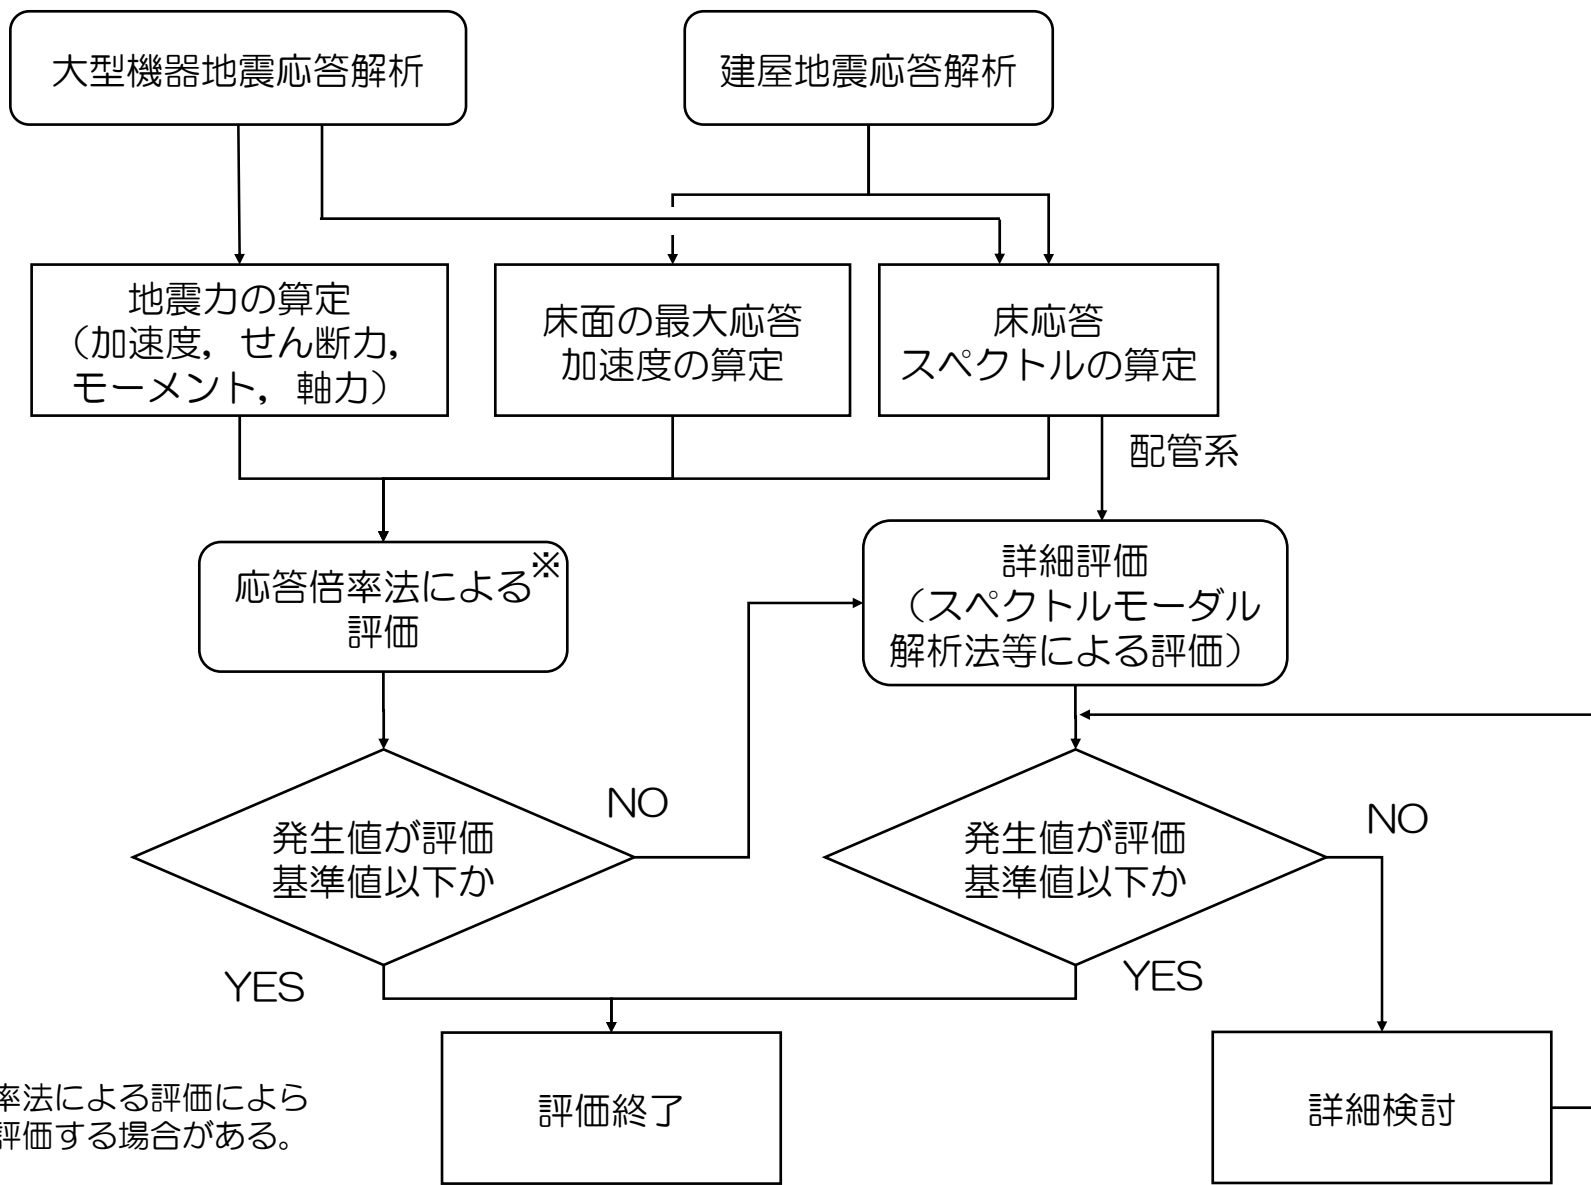 大型機器地震応答解析
建屋地震応答解析
地震力の算定
（加速度，せん断力，
モーメント，軸力）
床面の最大応答
加速度の算定
床応答
スペクトルの算定
配管系
応答倍率法による※
評価
詳細評価
（スペクトルモーダル
解析法等による評価）
発生値が評価
基準値以下か
NO
発生値が評価
基準値以下か
NO
YES
YES
評価終了
詳細検討
率法による評価によら
評価する場合がある。